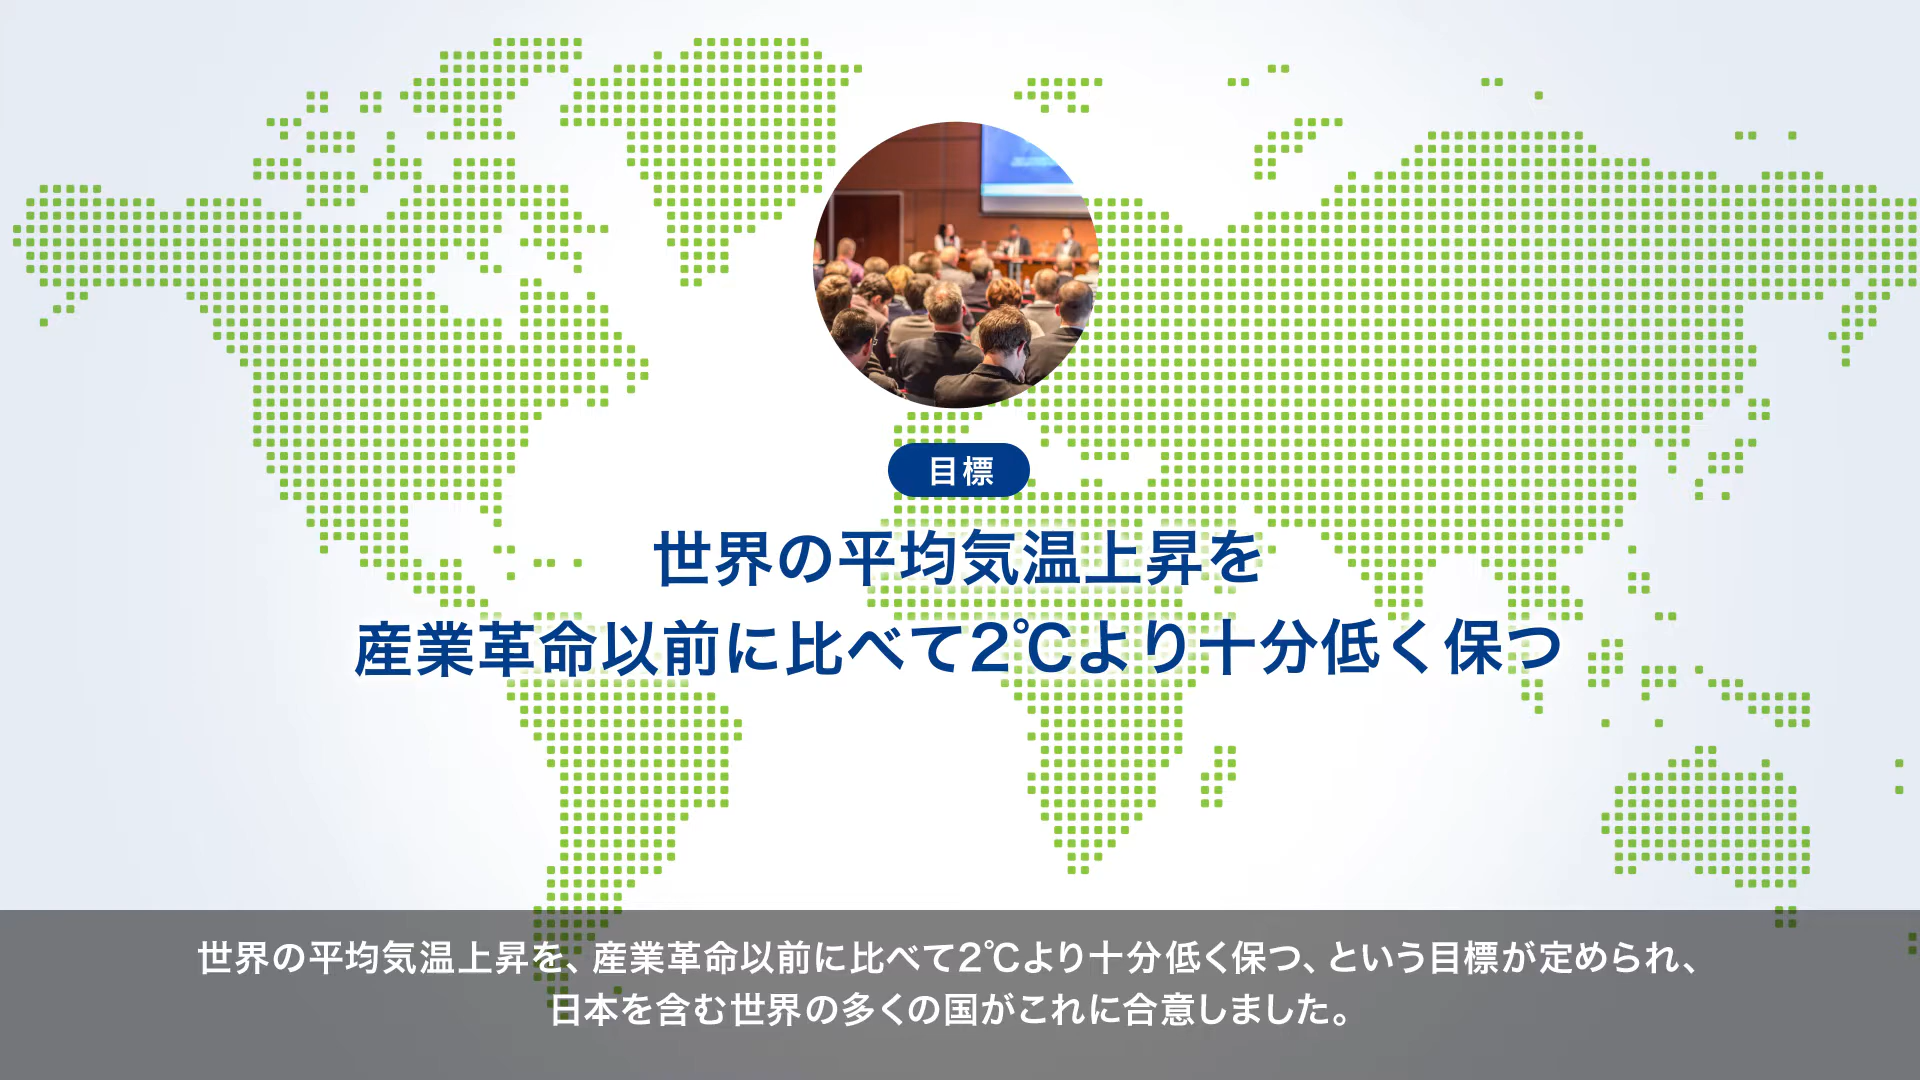 目標
世界の平均気温上昇を
産業革命以前に比べて2℃より十分低く保つ
世界の平均気温上昇を、産業革命以前に比べて2℃より十分低く保つ、という目標が定められ、
日本を含む世界の多くの国がこれに合意しました。